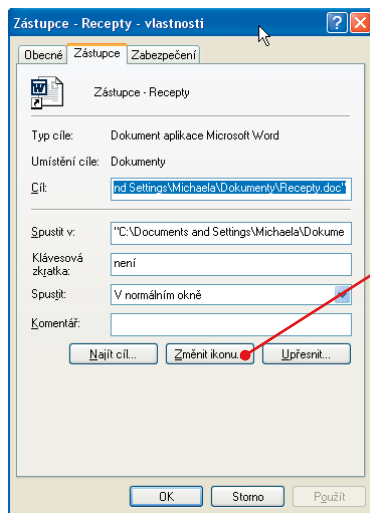 Zástupce - Recepty - vlastnosti
Obecné Zástupce Zabezpečení
Zástupce - Recepty
Typ cíle: Dokument aplikace Microsoft Word
Umístění cíle: Dokumenty
Cíl: nd Settings\Michaela\Dokumenty\Recepty.doc"
Spustit v: "C:\Documents and Settings\Michaela\Dokume
Klávesová
zkratka: není
Spustit: V normálním okně
Komentář:
Najít cíl... Změnit ikonu... Upřesnit...
OK Storno Použít